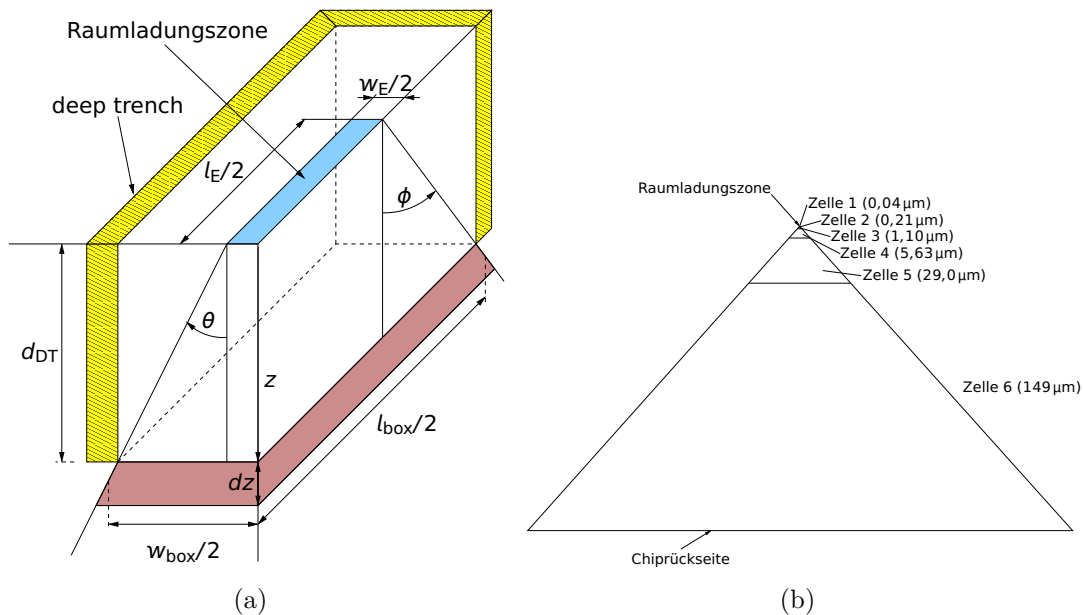 Raumladungszone
deep trench
w_E/2
l_E/2
ϕ
θ
d_DT
z
l_box/2
dz
w_box/2
(a)
Raumladungszone
Zelle 1 (0,04 µm)
Zelle 2 (0,21 µm)
Zelle 3 (1,10 µm)
Zelle 4 (5,63 µm)
Zelle 5 (29,0 µm)
Zelle 6 (149 µm)
Chiprückseite
(b)